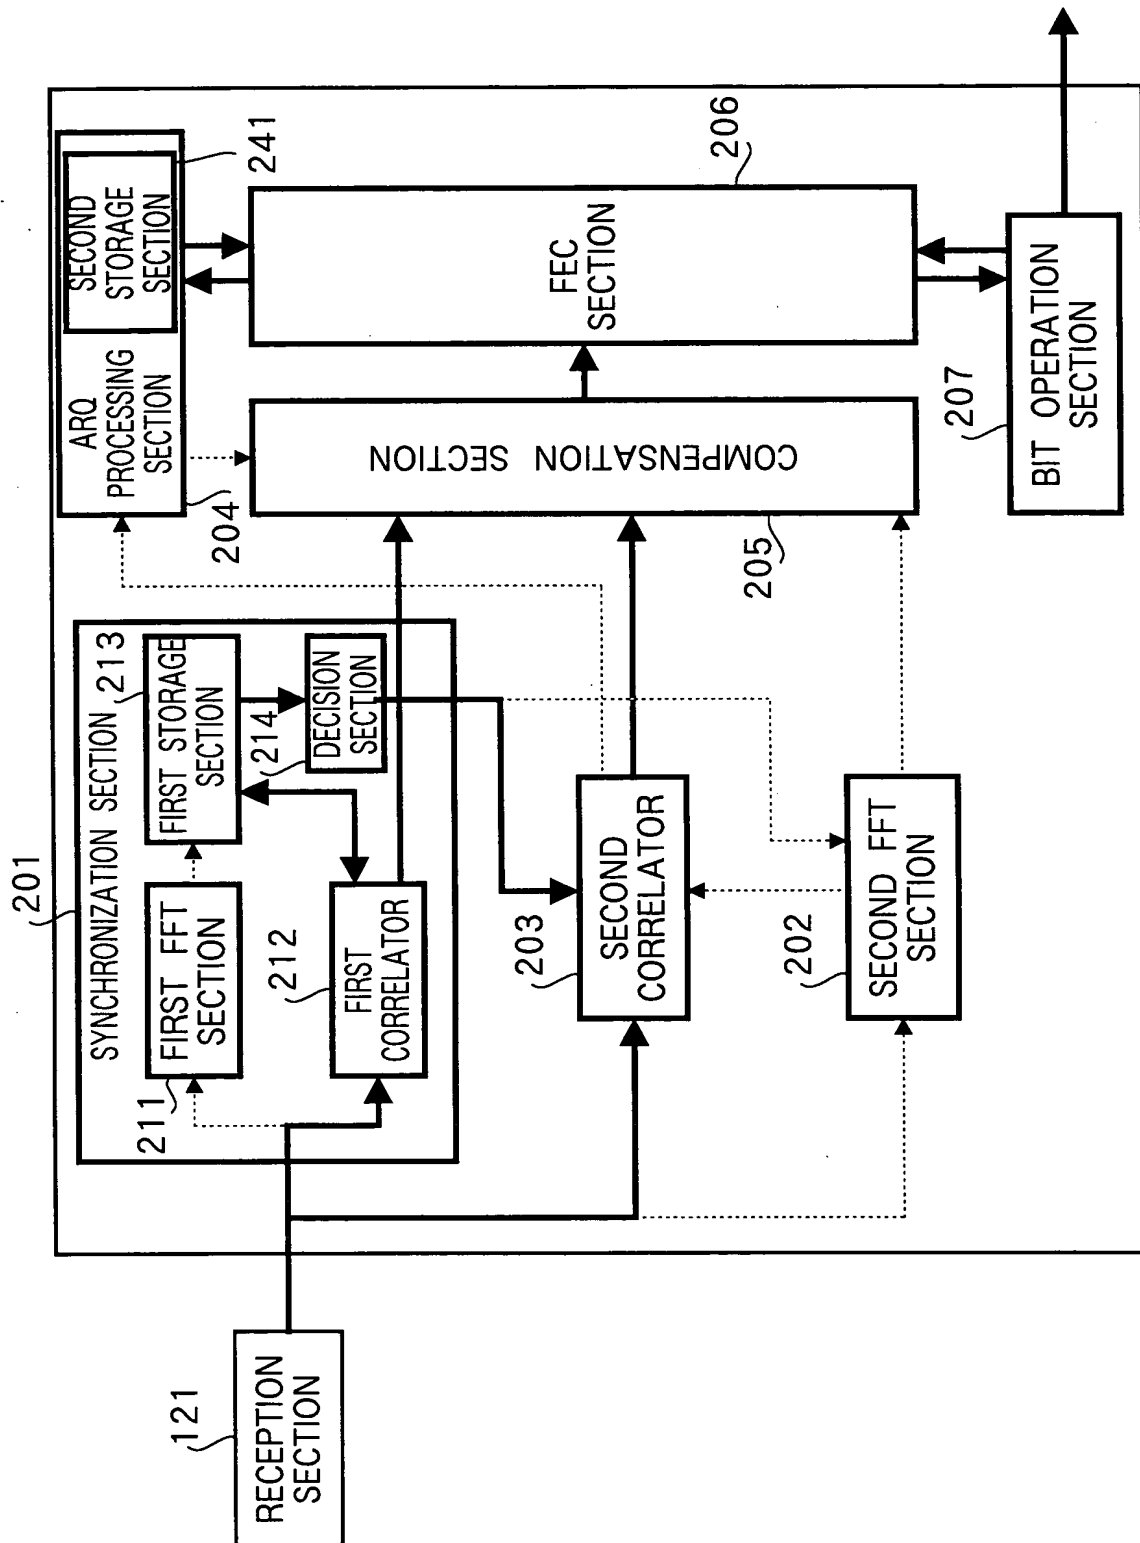 121
RECEPTION
SECTION
201
SYNCHRONIZATION SECTION
211
FIRST FFT
SECTION
213
FIRST STORAGE
SECTION
212
FIRST
CORRELATOR
214
DECISION
SECTION
203
SECOND
CORRELATOR
202
SECOND FFT
SECTION
204
ARQ
PROCESSING
SECTION
SECOND
STORAGE
SECTION
241
205
COMPENSATION SECTION
206
FEC
SECTION
207
BIT OPERATION
SECTION